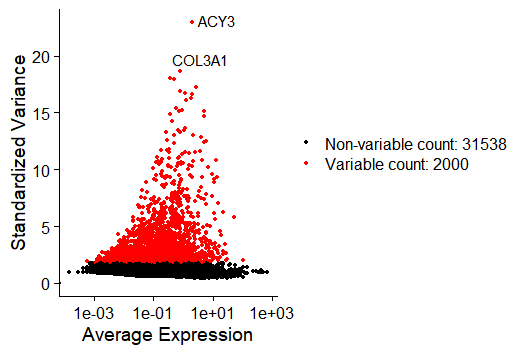 ACY3
COL3A1
Standardized Variance
20
15
10
5
0
1e-03 1e-01 1e+01 1e+03
Average Expression
Non-variable count: 31538
Variable count: 2000